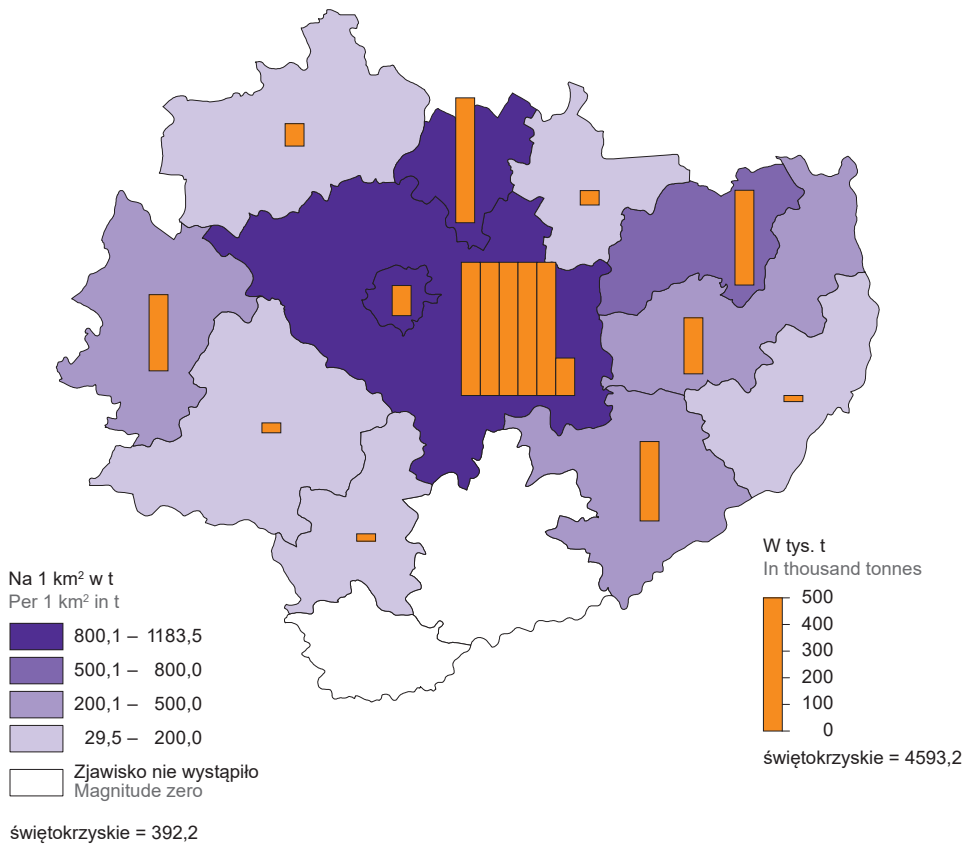 Na 1 km² w t
Per 1 km² in t
800,1 – 1183,5
500,1 – 800,0
200,1 – 500,0
29,5 – 200,0
Zjawisko nie wystąpiło
Magnitude zero
świętokrzyskie = 392,2
W tys. t
In thousand tonnes
500
400
300
200
100
0
świętokrzyskie = 4593,2